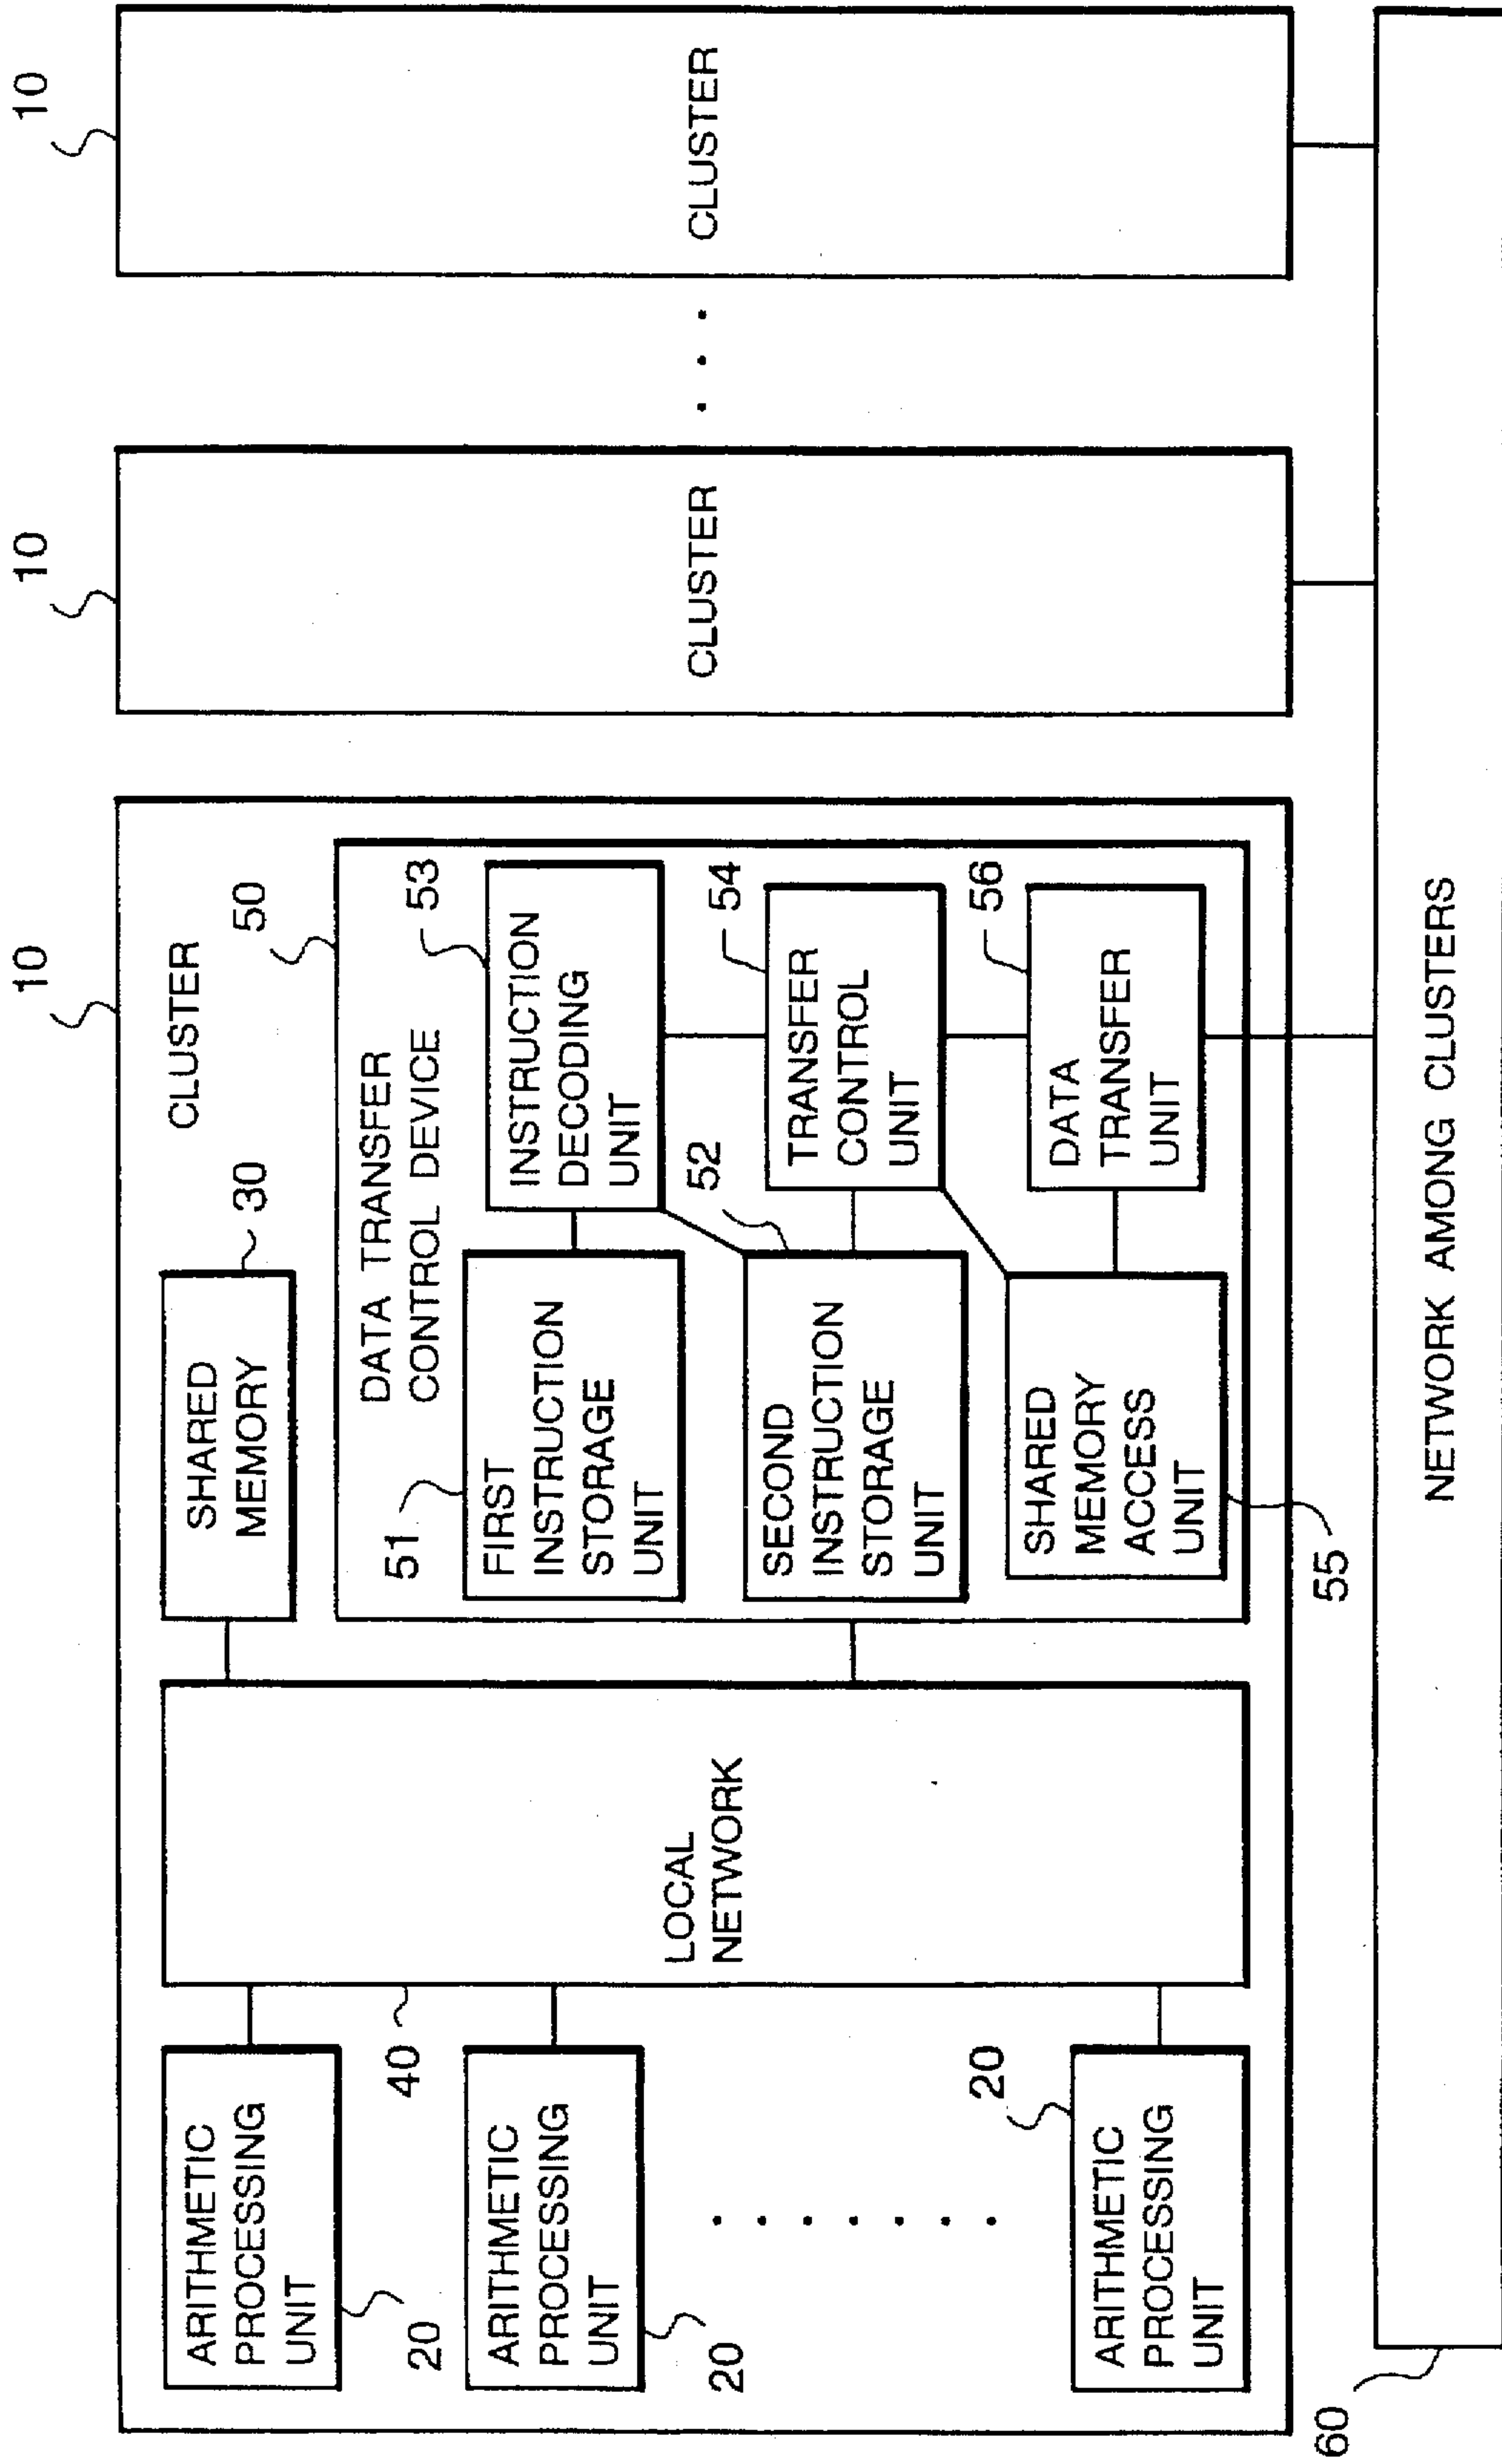 10
10
10
CLUSTER
CLUSTER
CLUSTER
ARITHMETIC
PROCESSING
UNIT
20
ARITHMETIC
PROCESSING
UNIT
20
20
ARITHMETIC
PROCESSING
UNIT
40
LOCAL
NETWORK
SHARED
MEMORY
30
50
DATA TRANSFER
CONTROL DEVICE
51
FIRST
INSTRUCTION
STORAGE
UNIT
53
INSTRUCTION
DECODING
UNIT
52
SECOND
INSTRUCTION
STORAGE
UNIT
54
TRANSFER
CONTROL
UNIT
SHARED
MEMORY
ACCESS
UNIT
55
56
DATA
TRANSFER
UNIT
60
NETWORK AMONG CLUSTERS